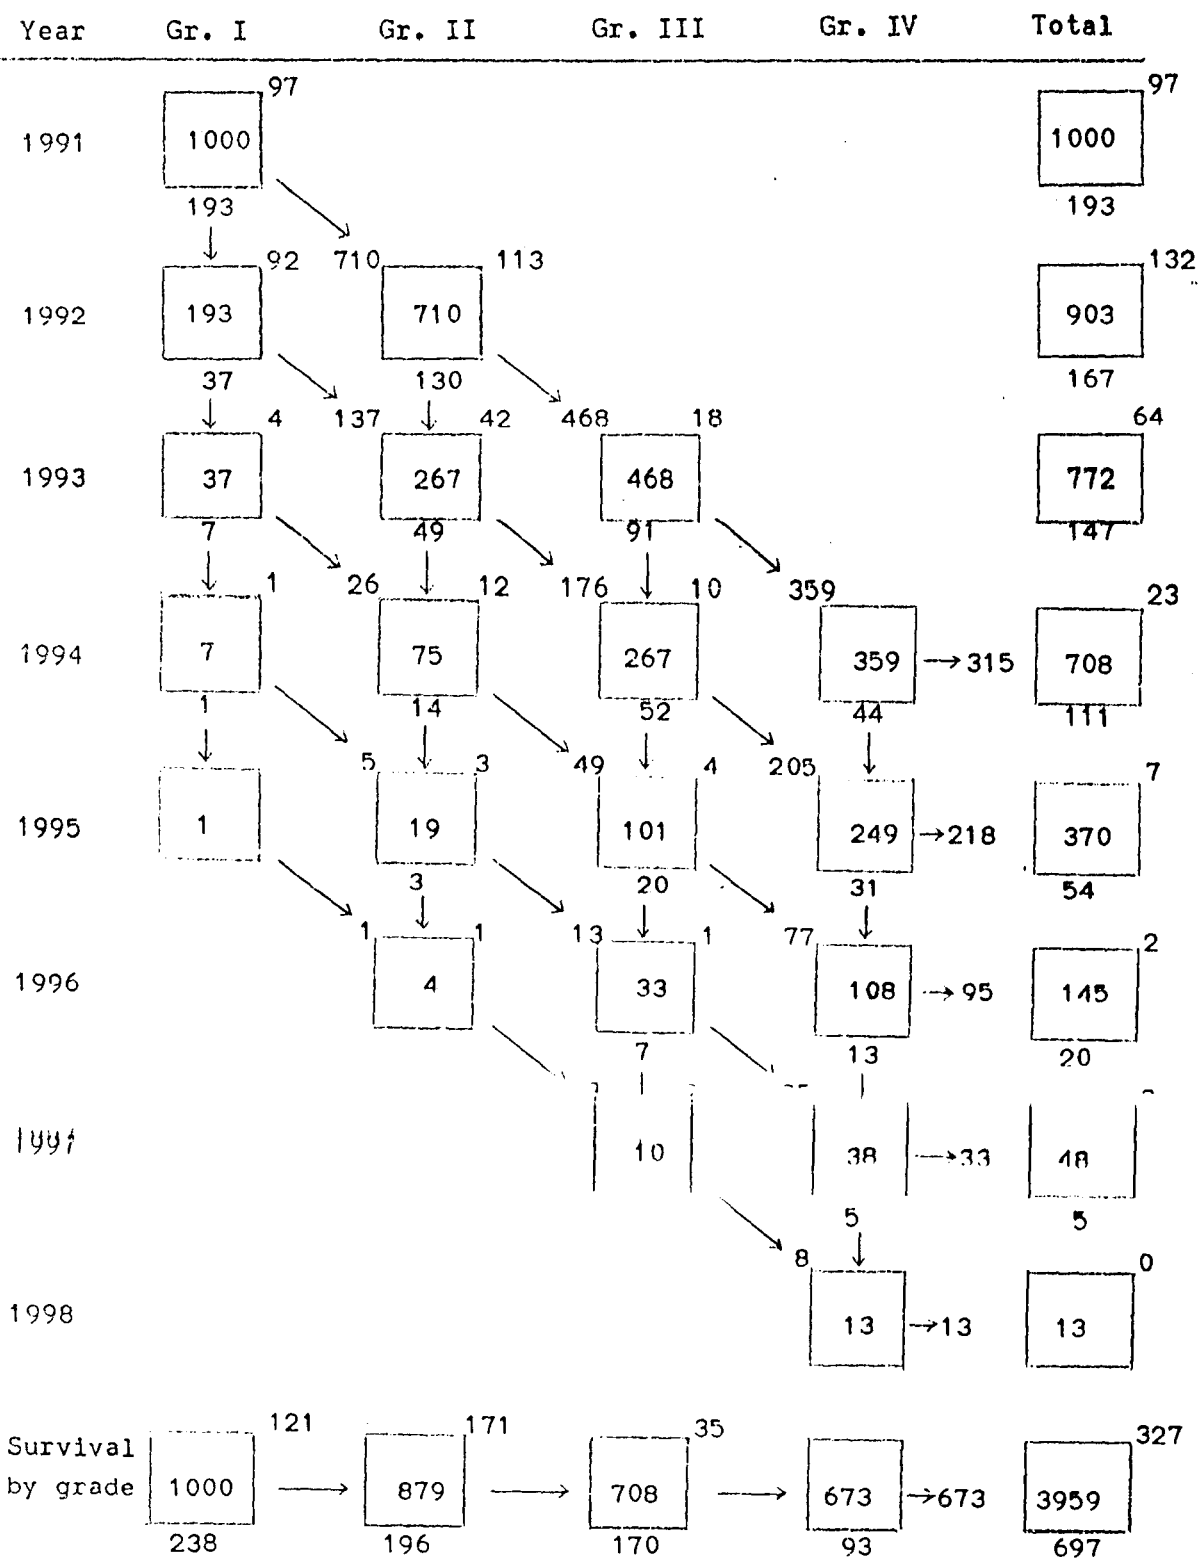 Year Gr. I Gr. II Gr. III Gr. IV Total
97 97
1991 1000 1000
193 193
92 710 113 132
1992 193 710 903
37 130 167
4 137 42 468 18 64
1993 37 267 468 772
7 49 91 147
1 26 12 176 10 359 23
1994 7 75 267 359 315 708
1 14 52 44 111
5 3 49 4 205 7
1995 1 19 101 249 218 370
3 20 31 54
1 1 13 1 77 2
1996 4 33 108 95 145
7 13 20
10 38 33 48
5 5
8 0
1998 13 13 13
121 171 35 327
Survival
by grade 1000 879 708 673 673 3959
238 196 170 93 697